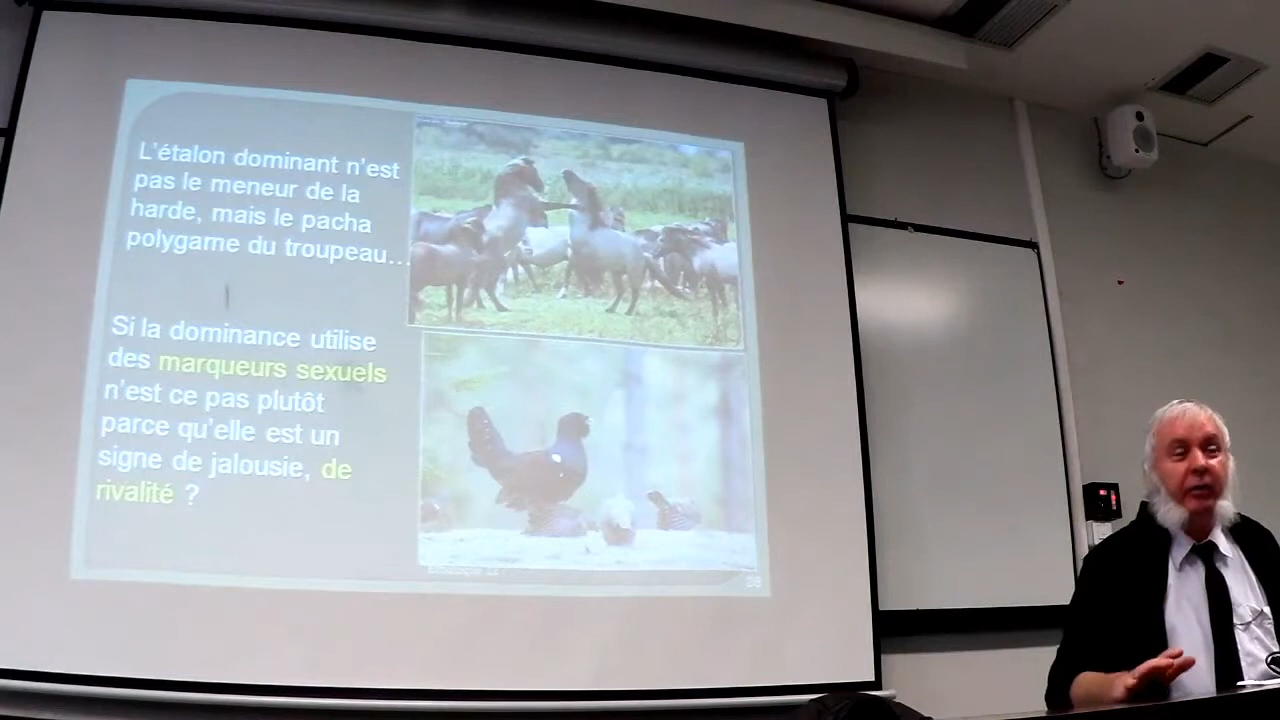 L'étalon dominant n'est
pas le meneur de la
harde, mais le pacha
polygame du troupeau...
Si la dominance utilise
des marqueurs sexuels
n'est ce pas plutôt
parce qu'elle est un
signe de jalousie, de
rivalité ?